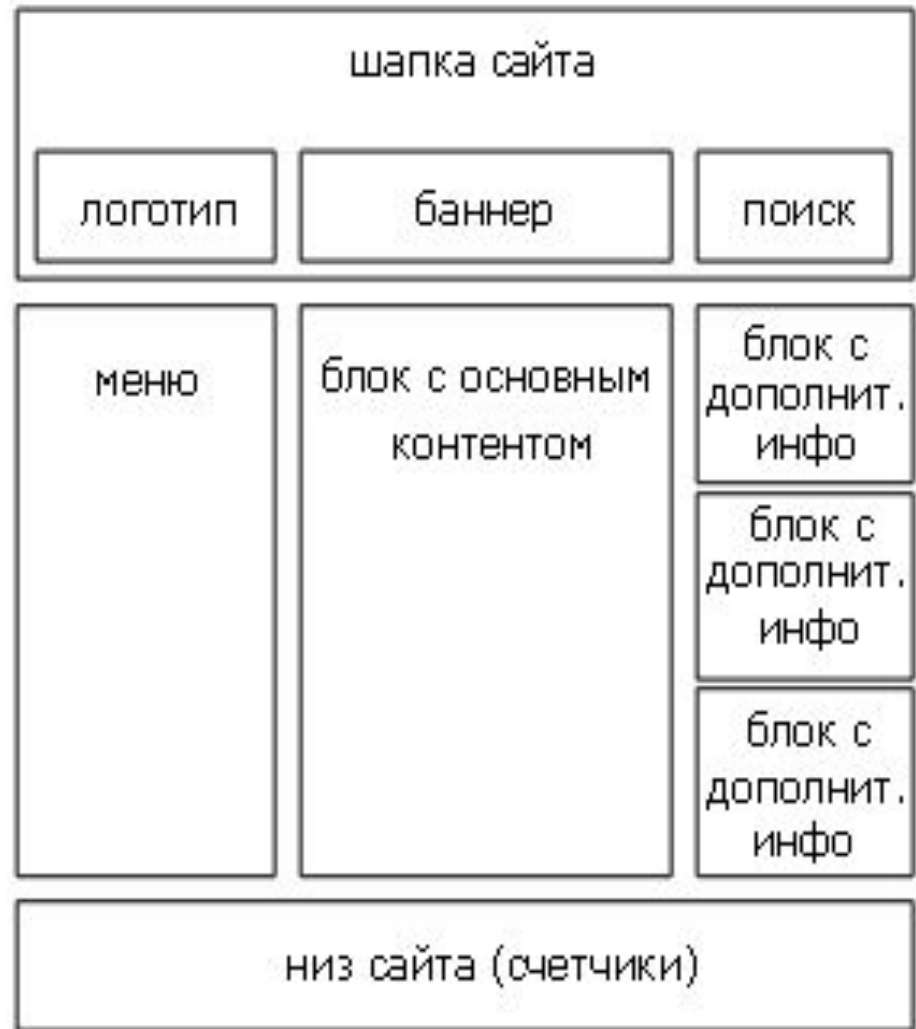 шапка сайта
логотип
баннер
поиск
меню
блок с основным
контентом
блок с
дополнит.
инфо
блок с
дополнит.
инфо
блок с
дополнит.
инфо
низ сайта (счетчики)